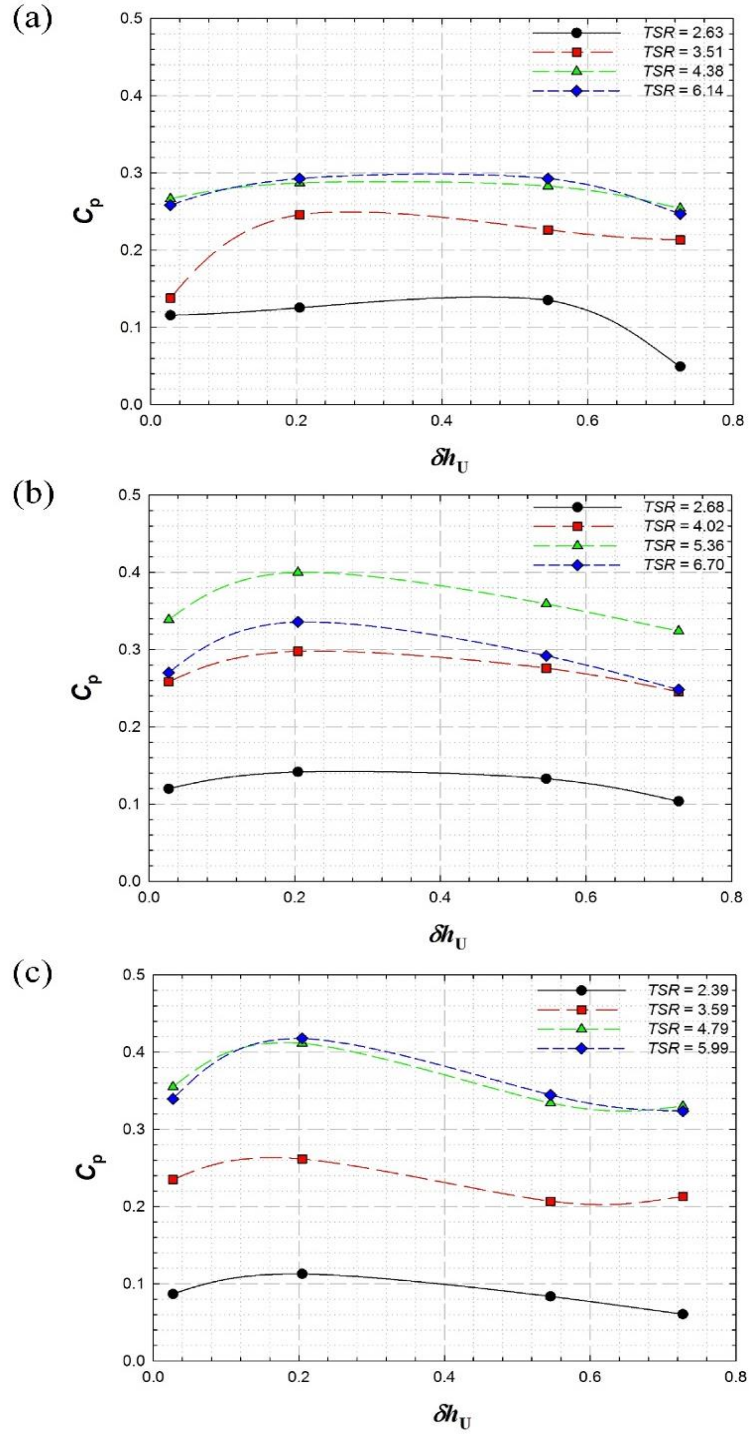 (a)
0.5
0.4
0.3
0.2
0.1
0.0
Cp
TSR = 2.63
TSR = 3.51
TSR = 4.38
TSR = 6.14
0.0 0.2 0.4 0.6 0.8
δhU
(b)
0.5
0.4
0.3
0.2
0.1
0.0
Cp
TSR = 2.68
TSR = 4.02
TSR = 5.36
TSR = 6.70
0.0 0.2 0.4 0.6 0.8
δhU
(c)
0.5
0.4
0.3
0.2
0.1
0.0
Cp
TSR = 2.39
TSR = 3.59
TSR = 4.79
TSR = 5.99
0.0 0.2 0.4 0.6 0.8
δhU